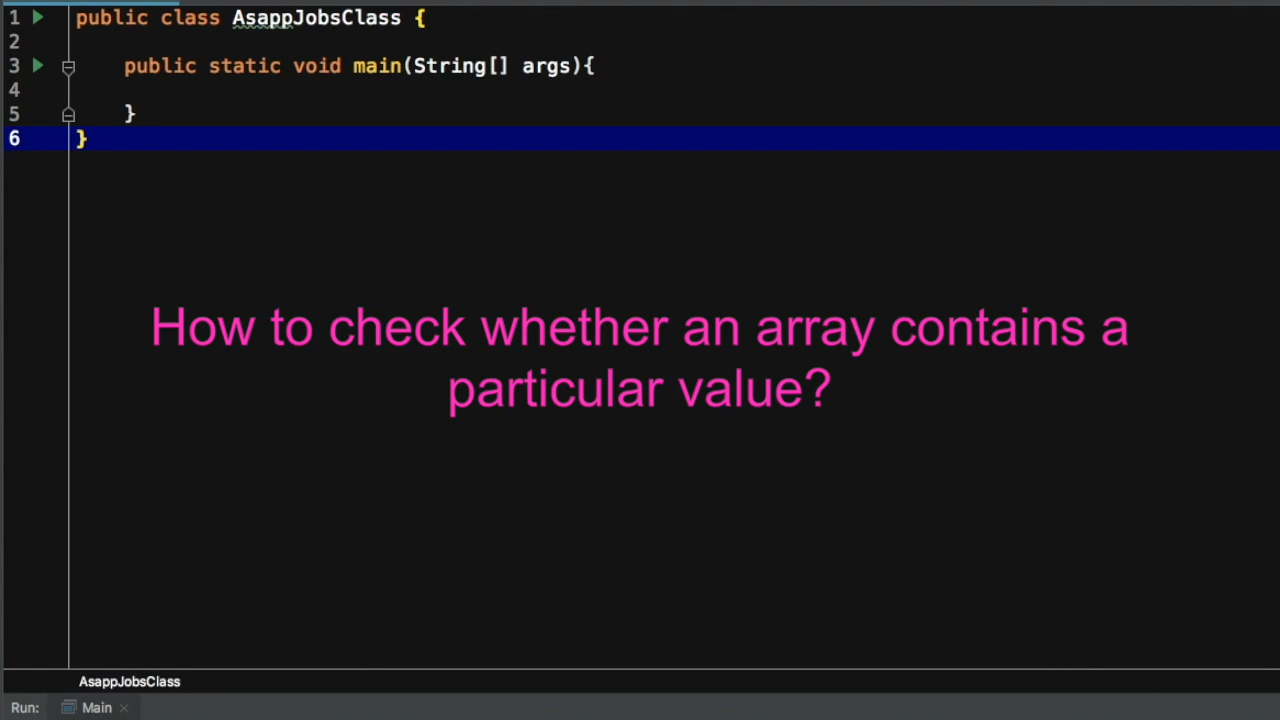 1 public class AsappJobsClass {
2
3 public static void main(String[] args){
4
5 }
6 }
How to check whether an array contains a
particular value?
AsappJobsClass
Run: Main ×